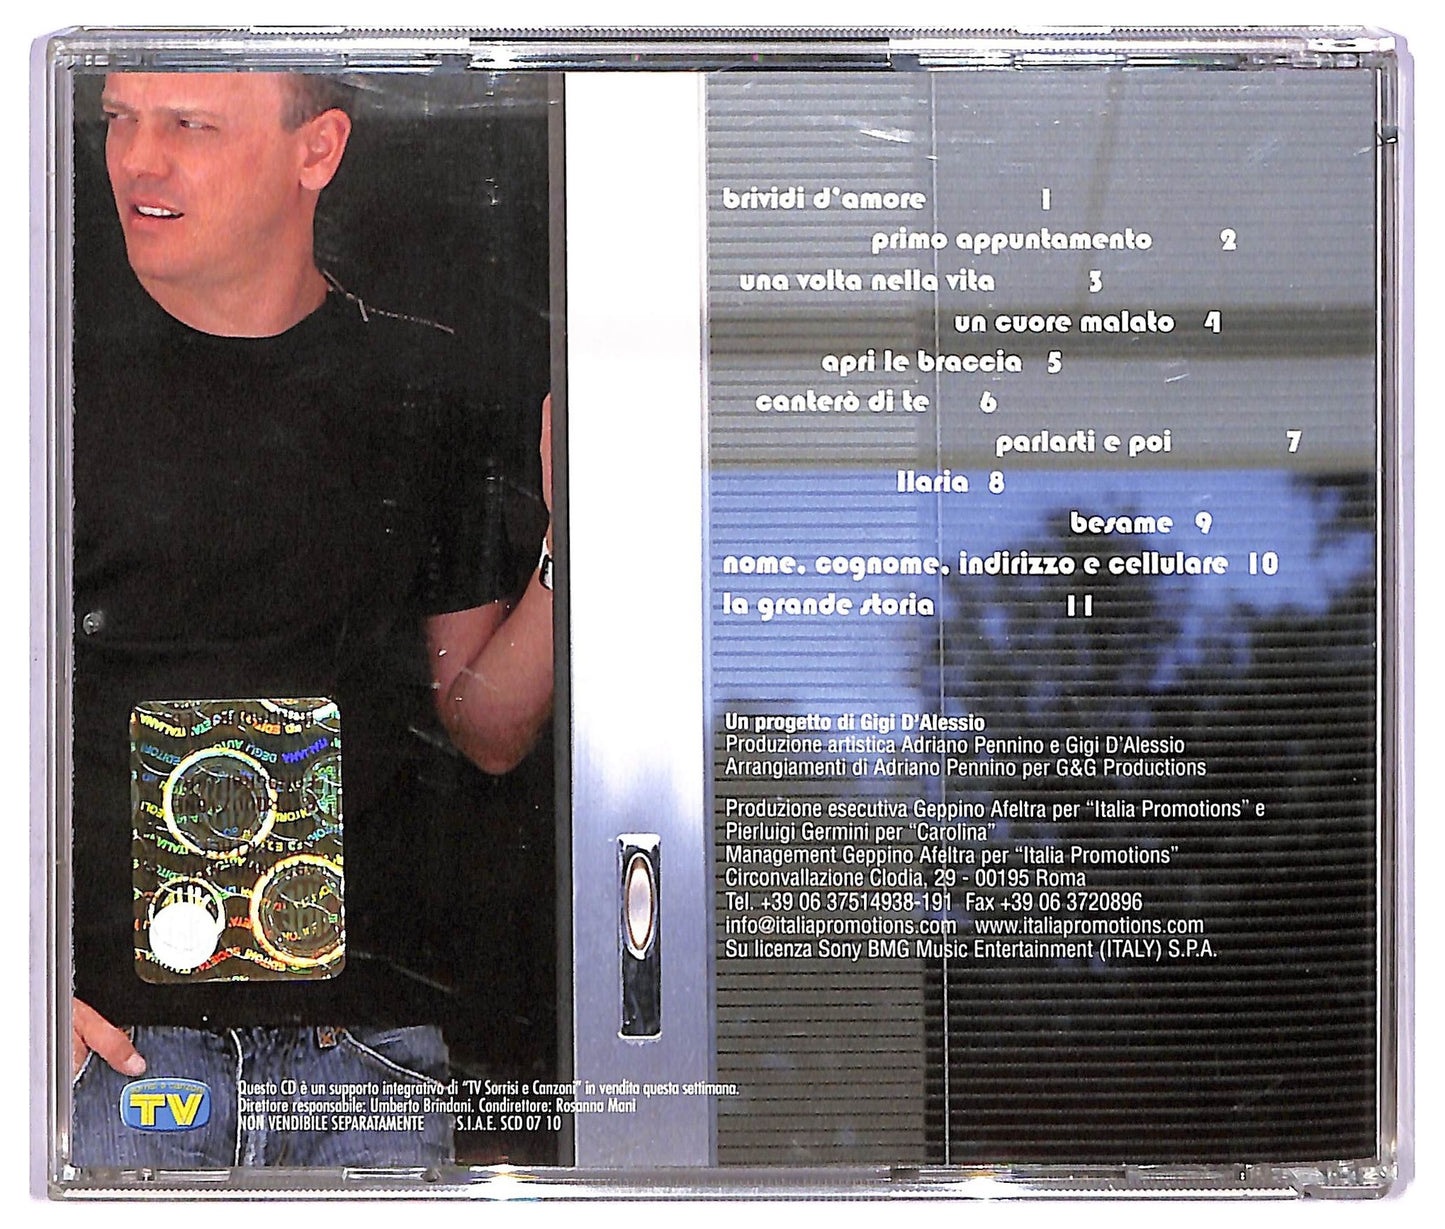 brividi d'amore 1
primo appuntamento 2
una volta nella vita 3
un cuore malato 4
apri le braccia 5
canterò di te 6
parlarti e poi 7
Ilaria 8
besame 9
nome, cognome, indirizzo e cellulare 10
la grande storia 11
Un progetto di Gigi D'Alessio
Produzione artistica Adriano Pennino e Gigi D'Alessio
Arrangiamenti di Adriano Pennino per G&G Productions
Produzione esecutiva Geppino Afeltra per "Italia Promotions" e
Pierluigi Germini per "Carolina"
Management Geppino Afeltra per "Italia Promotions"
Circonvallazione Clodia, 29 - 00195 Roma
Tel. +39 06 37514938-191 Fax +39 06 3720896
info@italiapromotions.com www.italiapromotions.com
Su licenza Sony BMG Music Entertainment (ITALY) S.P.A.
sorrisi e canzoni
TV
Questo CD è un supporto integrativo di "TV Sorrisi e Canzoni" in vendita questa settimana.
Direttore responsabile: Umberto Brindani. Condirettore: Rosanna Mani
NON VENDIBILE SEPARATAMENTE S.I.A.E. SCD 07 10